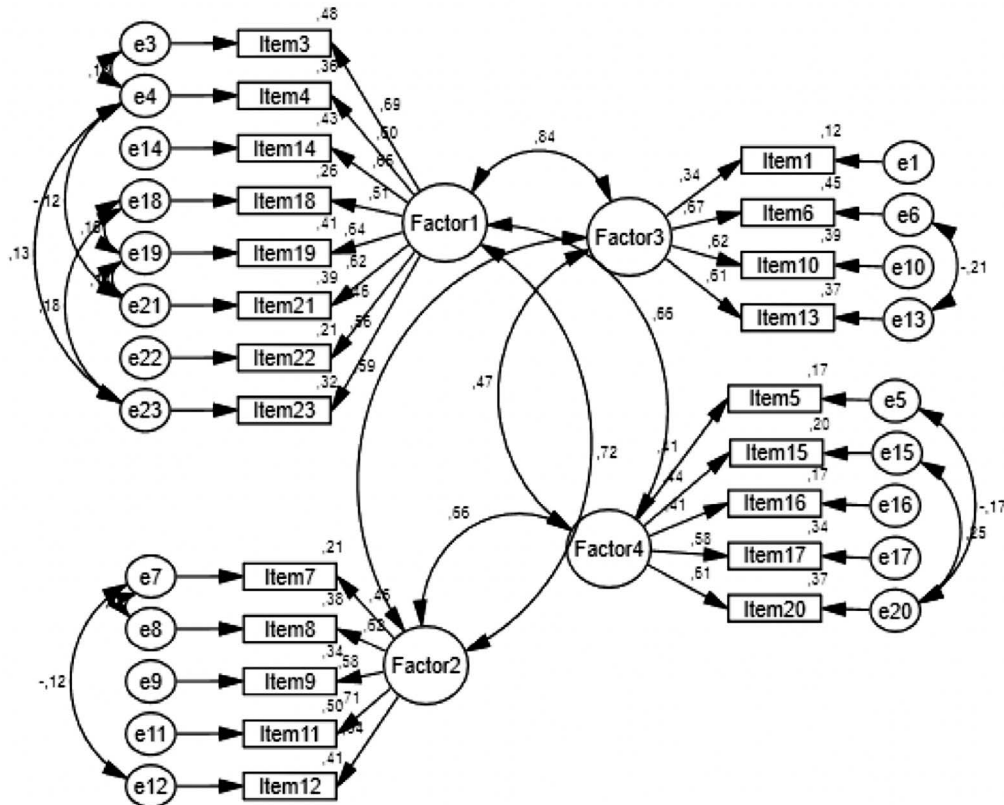 ,48
e3 Item3
,36
e4 Item4
,69
,43
,60
e14 Item14
,65
,26
e18 Item18
,51
,41
e19 Item19
,64
,39
,62
e21 Item21
,46
,21
,56
e22 Item22
,59
,32
e23 Item23
-,12
,13
,18
Factor1
,84
Factor3
,12
,34
Item1 e1
,45
,67
Item6 e6
,39
,62
Item10 e10
-,21
,61
,37
Item13 e13
,66
,47
,72
,66
,17
Item5 e5
,41
,20
Item15 e15
,44
,17
,41
Item16 e16
-,17
,25
,34
,58
Item17 e17
,37
,61
Item20 e20
Factor4
,21
e7 Item7
,38
e8 Item8
,62
,34
,58
e9 Item9
,50
,71
e11 Item11
,41
e12 Item12
-,12
Factor2